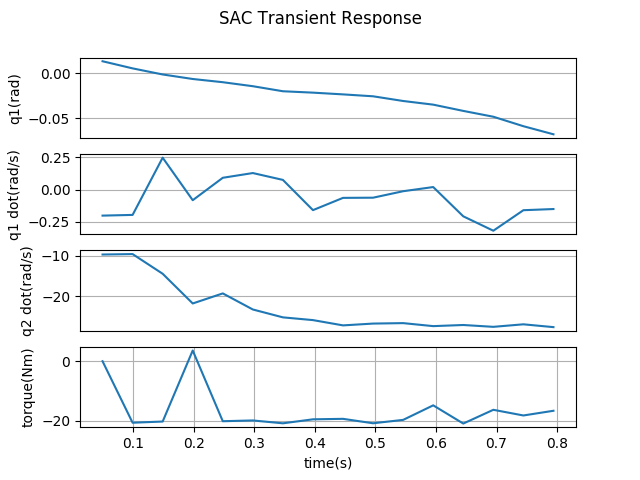 SAC Transient Response
q1(rad)
0.00
−0.05
q1 dot(rad/s)
0.25
0.00
−0.25
q2 dot(rad/s)
−10
−20
torque(Nm)
0
−20
0.1 0.2 0.3 0.4 0.5 0.6 0.7 0.8
time(s)